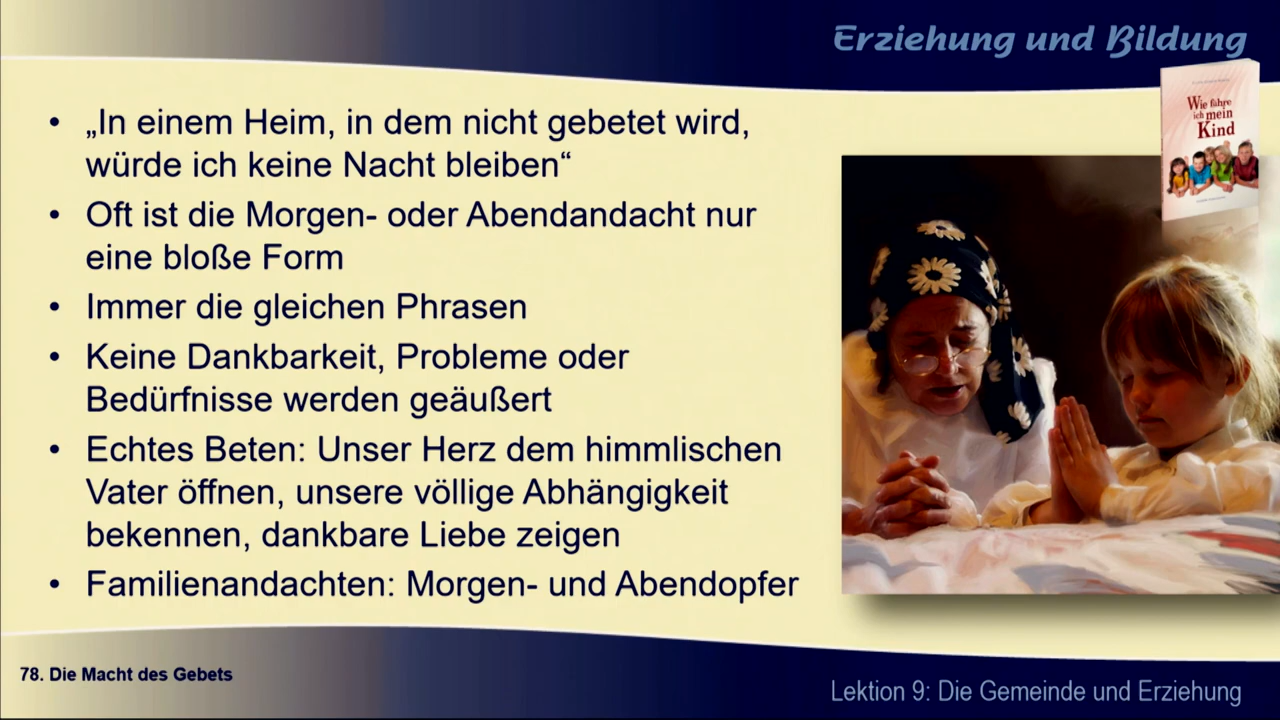 Erziehung und Bildung
Wie führe
ich mein
Kind
• „In einem Heim, in dem nicht gebetet wird,
würde ich keine Nacht bleiben“
• Oft ist die Morgen- oder Abendandacht nur
eine bloße Form
• Immer die gleichen Phrasen
• Keine Dankbarkeit, Probleme oder
Bedürfnisse werden geäußert
• Echtes Beten: Unser Herz dem himmlischen
Vater öffnen, unsere völlige Abhängigkeit
bekennen, dankbare Liebe zeigen
• Familienandachten: Morgen- und Abendopfer
78. Die Macht des Gebets
Lektion 9: Die Gemeinde und Erziehung